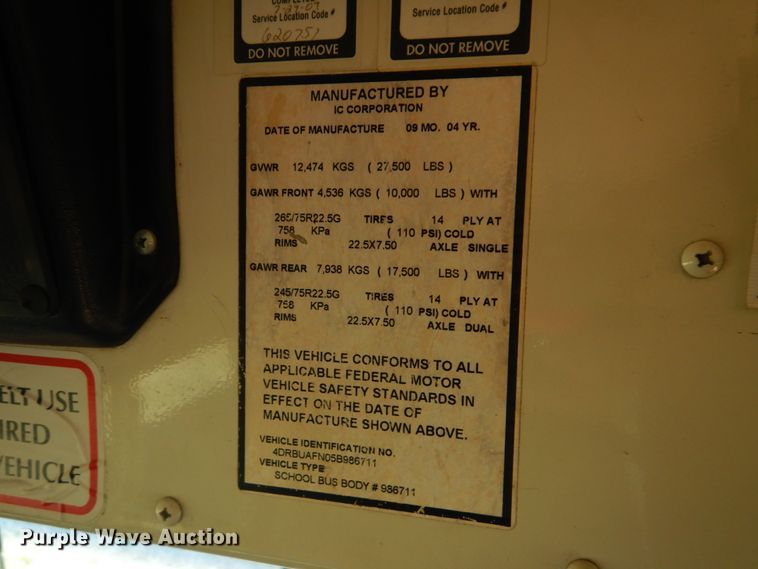 COMPLETED
Service Location Code #
620751
DO NOT REMOVE
Service Location Code #
DO NOT REMOVE
MANUFACTURED BY
IC CORPORATION
DATE OF MANUFACTURE 09 MO. 04 YR.
GVWR 12,474 KGS ( 27,500 LBS )
GAWR FRONT 4,536 KGS ( 10,000 LBS ) WITH
265/75R22.5G TIRES 14 PLY AT
758 KPa ( 110 PSI) COLD
RIMS 22.5X7.50 AXLE SINGLE
GAWR REAR 7,938 KGS ( 17,500 LBS ) WITH
245/75R22.5G TIRES 14 PLY AT
758 KPa ( 110 PSI) COLD
RIMS 22.5X7.50 AXLE DUAL
THIS VEHICLE CONFORMS TO ALL
APPLICABLE FEDERAL MOTOR
VEHICLE SAFETY STANDARDS IN
EFFECT ON THE DATE OF
MANUFACTURE SHOWN ABOVE.
VEHICLE IDENTIFICATION NO.
4DRBUAFN05B986711
VEHICLE TYPE
SCHOOL BUS BODY # 986711
ELT USE
IRED
VEHICLE
Purple Wave Auction